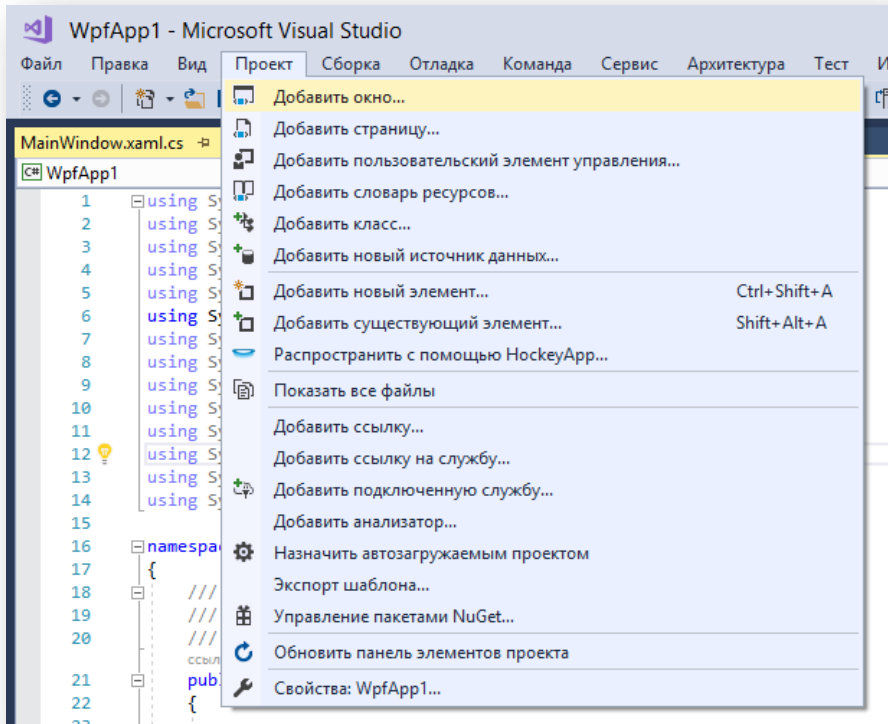 WpfApp1 - Microsoft Visual Studio
Файл Правка Вид Проект Сборка Отладка Команда Сервис Архитектура Тест
MainWindow.xaml.cs
C# WpfApp1
Добавить окно...
Добавить страницу...
Добавить пользовательский элемент управления...
Добавить словарь ресурсов...
Добавить класс...
Добавить новый источник данных...
Добавить новый элемент... Ctrl+Shift+A
Добавить существующий элемент... Shift+Alt+A
Распространить с помощью HockeyApp...
Показать все файлы
Добавить ссылку...
Добавить ссылку на службу...
Добавить подключенную службу...
Добавить анализатор...
Назначить автозагружаемым проектом
Экспорт шаблона...
Управление пакетами NuGet...
Обновить панель элементов проекта
Свойства: WpfApp1...
1 using
2 using
3 using
4 using
5 using
6 using
7 using
8 using
9 using
10 using
11 using
12 using
13 using
14 using
15
16
17 {
18 ///
19 ///
20 ///
21
22 {